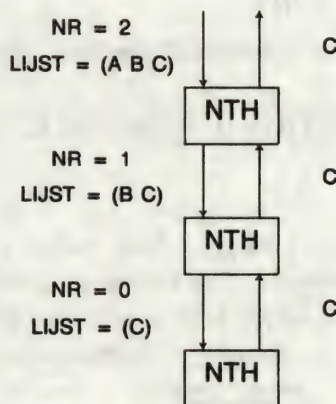 NR = 2
LIJST = (A B C)
C
NTH
NR = 1
LIJST = (B C)
C
NTH
NR = 0
LIJST = (C)
C
NTH